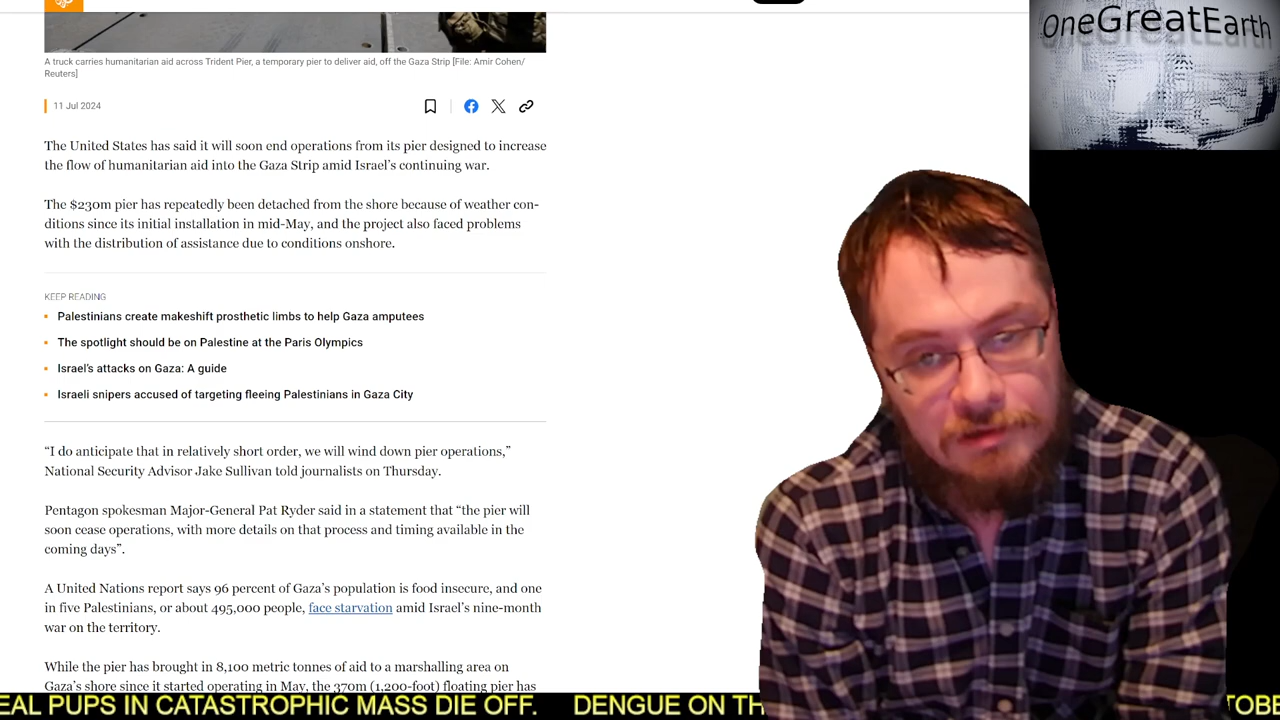 OneGreatEarth
A truck carries humanitarian aid across Trident Pier, a temporary pier to deliver aid, off the Gaza Strip [File: Amir Cohen/
Reuters]
11 Jul 2024
The United States has said it will soon end operations from its pier designed to increase
the flow of humanitarian aid into the Gaza Strip amid Israel’s continuing war.
The $230m pier has repeatedly been detached from the shore because of weather con-
ditions since its initial installation in mid-May, and the project also faced problems
with the distribution of assistance due to conditions onshore.
KEEP READING
Palestinians create makeshift prosthetic limbs to help Gaza amputees
The spotlight should be on Palestine at the Paris Olympics
Israel’s attacks on Gaza: A guide
Israeli snipers accused of targeting fleeing Palestinians in Gaza City
“I do anticipate that in relatively short order, we will wind down pier operations,”
National Security Advisor Jake Sullivan told journalists on Thursday.
Pentagon spokesman Major-General Pat Ryder said in a statement that “the pier will
soon cease operations, with more details on that process and timing available in the
coming days”.
A United Nations report says 96 percent of Gaza’s population is food insecure, and one
in five Palestinians, or about 495,000 people, face starvation amid Israel’s nine-month
war on the territory.
While the pier has brought in 8,100 metric tonnes of aid to a marshalling area on
Gaza’s shore since it started operating in May, the 370m (1,200-foot) floating pier has
EAL PUPS IN CATASTROPHIC MASS DIE OFF. DENGUE ON TH TOBE